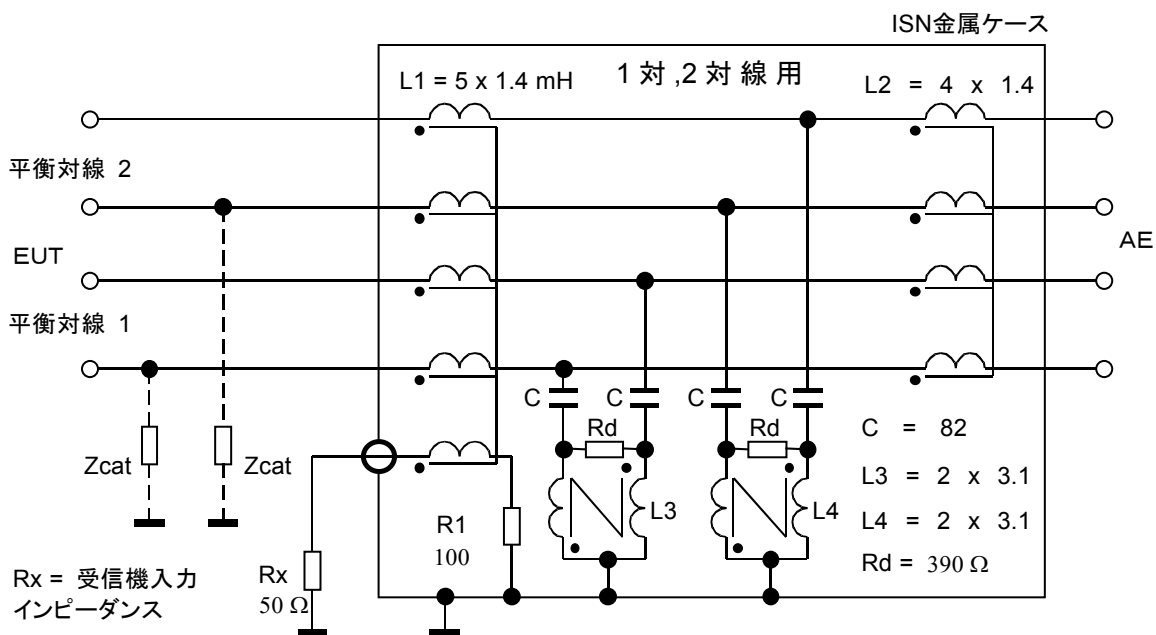 ISN金属ケース
L1 = 5 x 1.4 mH
1 対 ,2 対 線 用
L2 = 4 x 1.4
平衡対線 2
EUT
AE
平衡対線 1
C
C
C
C
Rd
Rd
C = 82
Zcat
Zcat
L3
L4
L3 = 2 x 3.1
R1
100
L4 = 2 x 3.1
Rd = 390 Ω
Rx = 受信機入力
インピーダンス
Rx
50 Ω